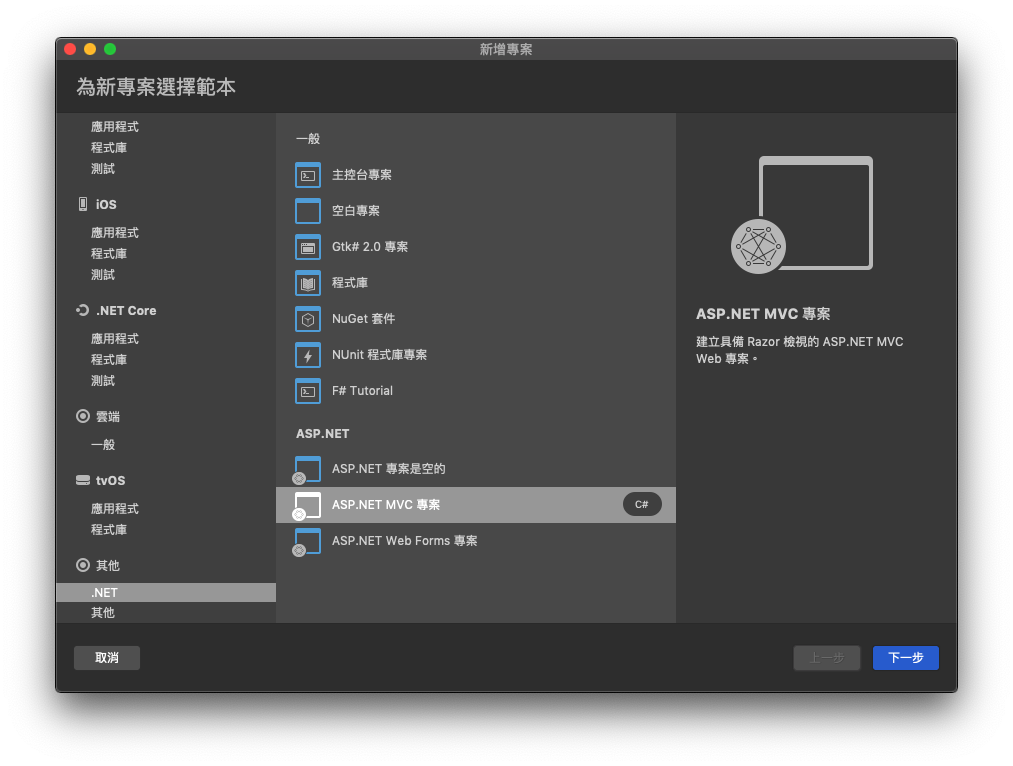 新增專案
為新專案選擇範本
應用程式
程式庫
測試
iOS
應用程式
程式庫
測試
.NET Core
應用程式
程式庫
測試
雲端
一般
tvOS
應用程式
程式庫
其他
.NET
其他
一般
主控台專案
空白專案
Gtk# 2.0 專案
程式庫
NuGet 套件
NUnit 程式庫專案
F# Tutorial
ASP.NET
ASP.NET 專案是空的
ASP.NET MVC 專案
C#
ASP.NET Web Forms 專案
ASP.NET MVC 專案
建立具備 Razor 檢視的 ASP.NET MVC
Web 專案。
取消
上一步
下一步